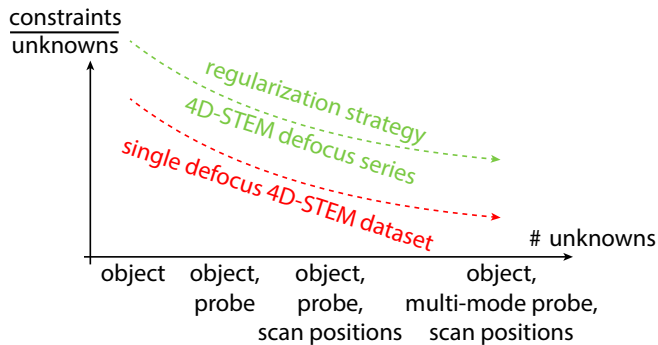 constraints
unknowns
regularization strategy
4D-STEM defocus series
single defocus 4D-STEM dataset
# unknowns
object
object,
probe
object,
probe,
scan positions
object,
multi-mode probe,
scan positions